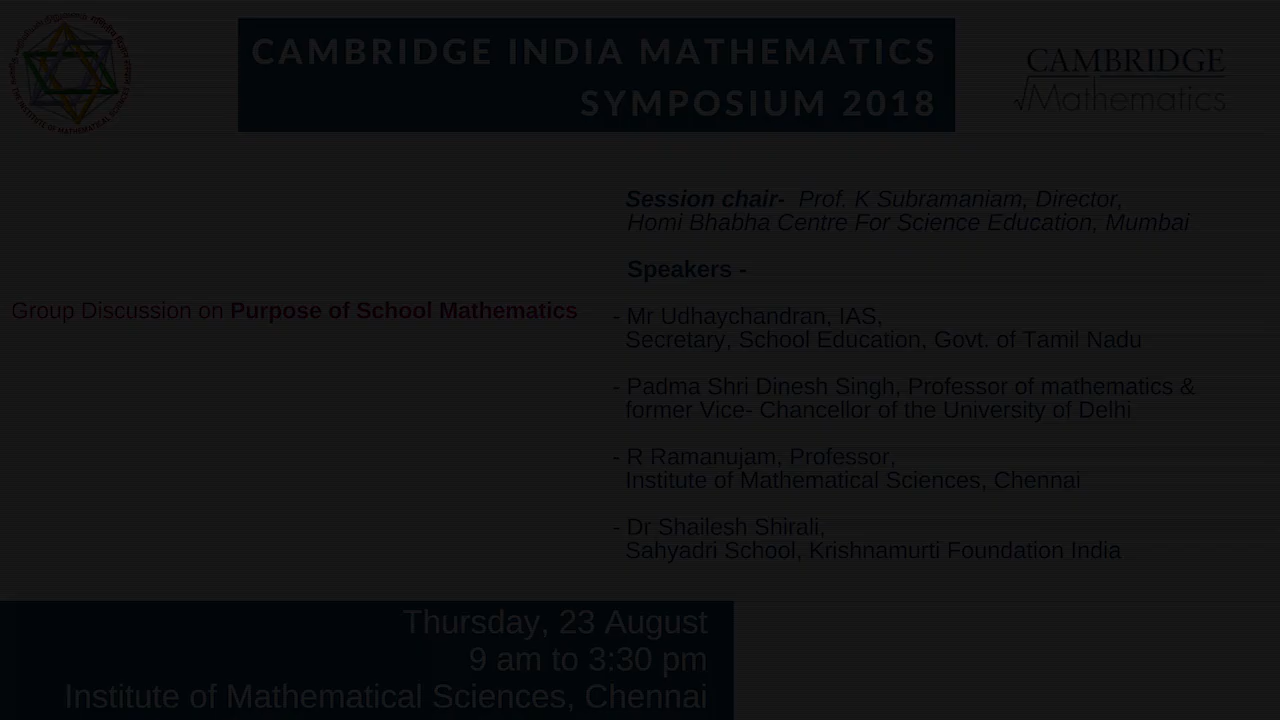 CAMBRIDGE INDIA MATHEMATICS
SYMPOSIUM 2018
CAMBRIDGE
Mathematics
Session chair- Prof. K Subramaniam, Director,
Homi Bhabha Centre For Science Education, Mumbai
Speakers -
Group Discussion on Purpose of School Mathematics
- Mr Udhaychandran, IAS,
Secretary, School Education, Govt. of Tamil Nadu
- Padma Shri Dinesh Singh, Professor of mathematics &
former Vice- Chancellor of the University of Delhi
- R Ramanujam, Professor,
Institute of Mathematical Sciences, Chennai
- Dr Shailesh Shirali,
Sahyadri School, Krishnamurti Foundation India
Thursday, 23 August
9 am to 3:30 pm
Institute of Mathematical Sciences, Chennai